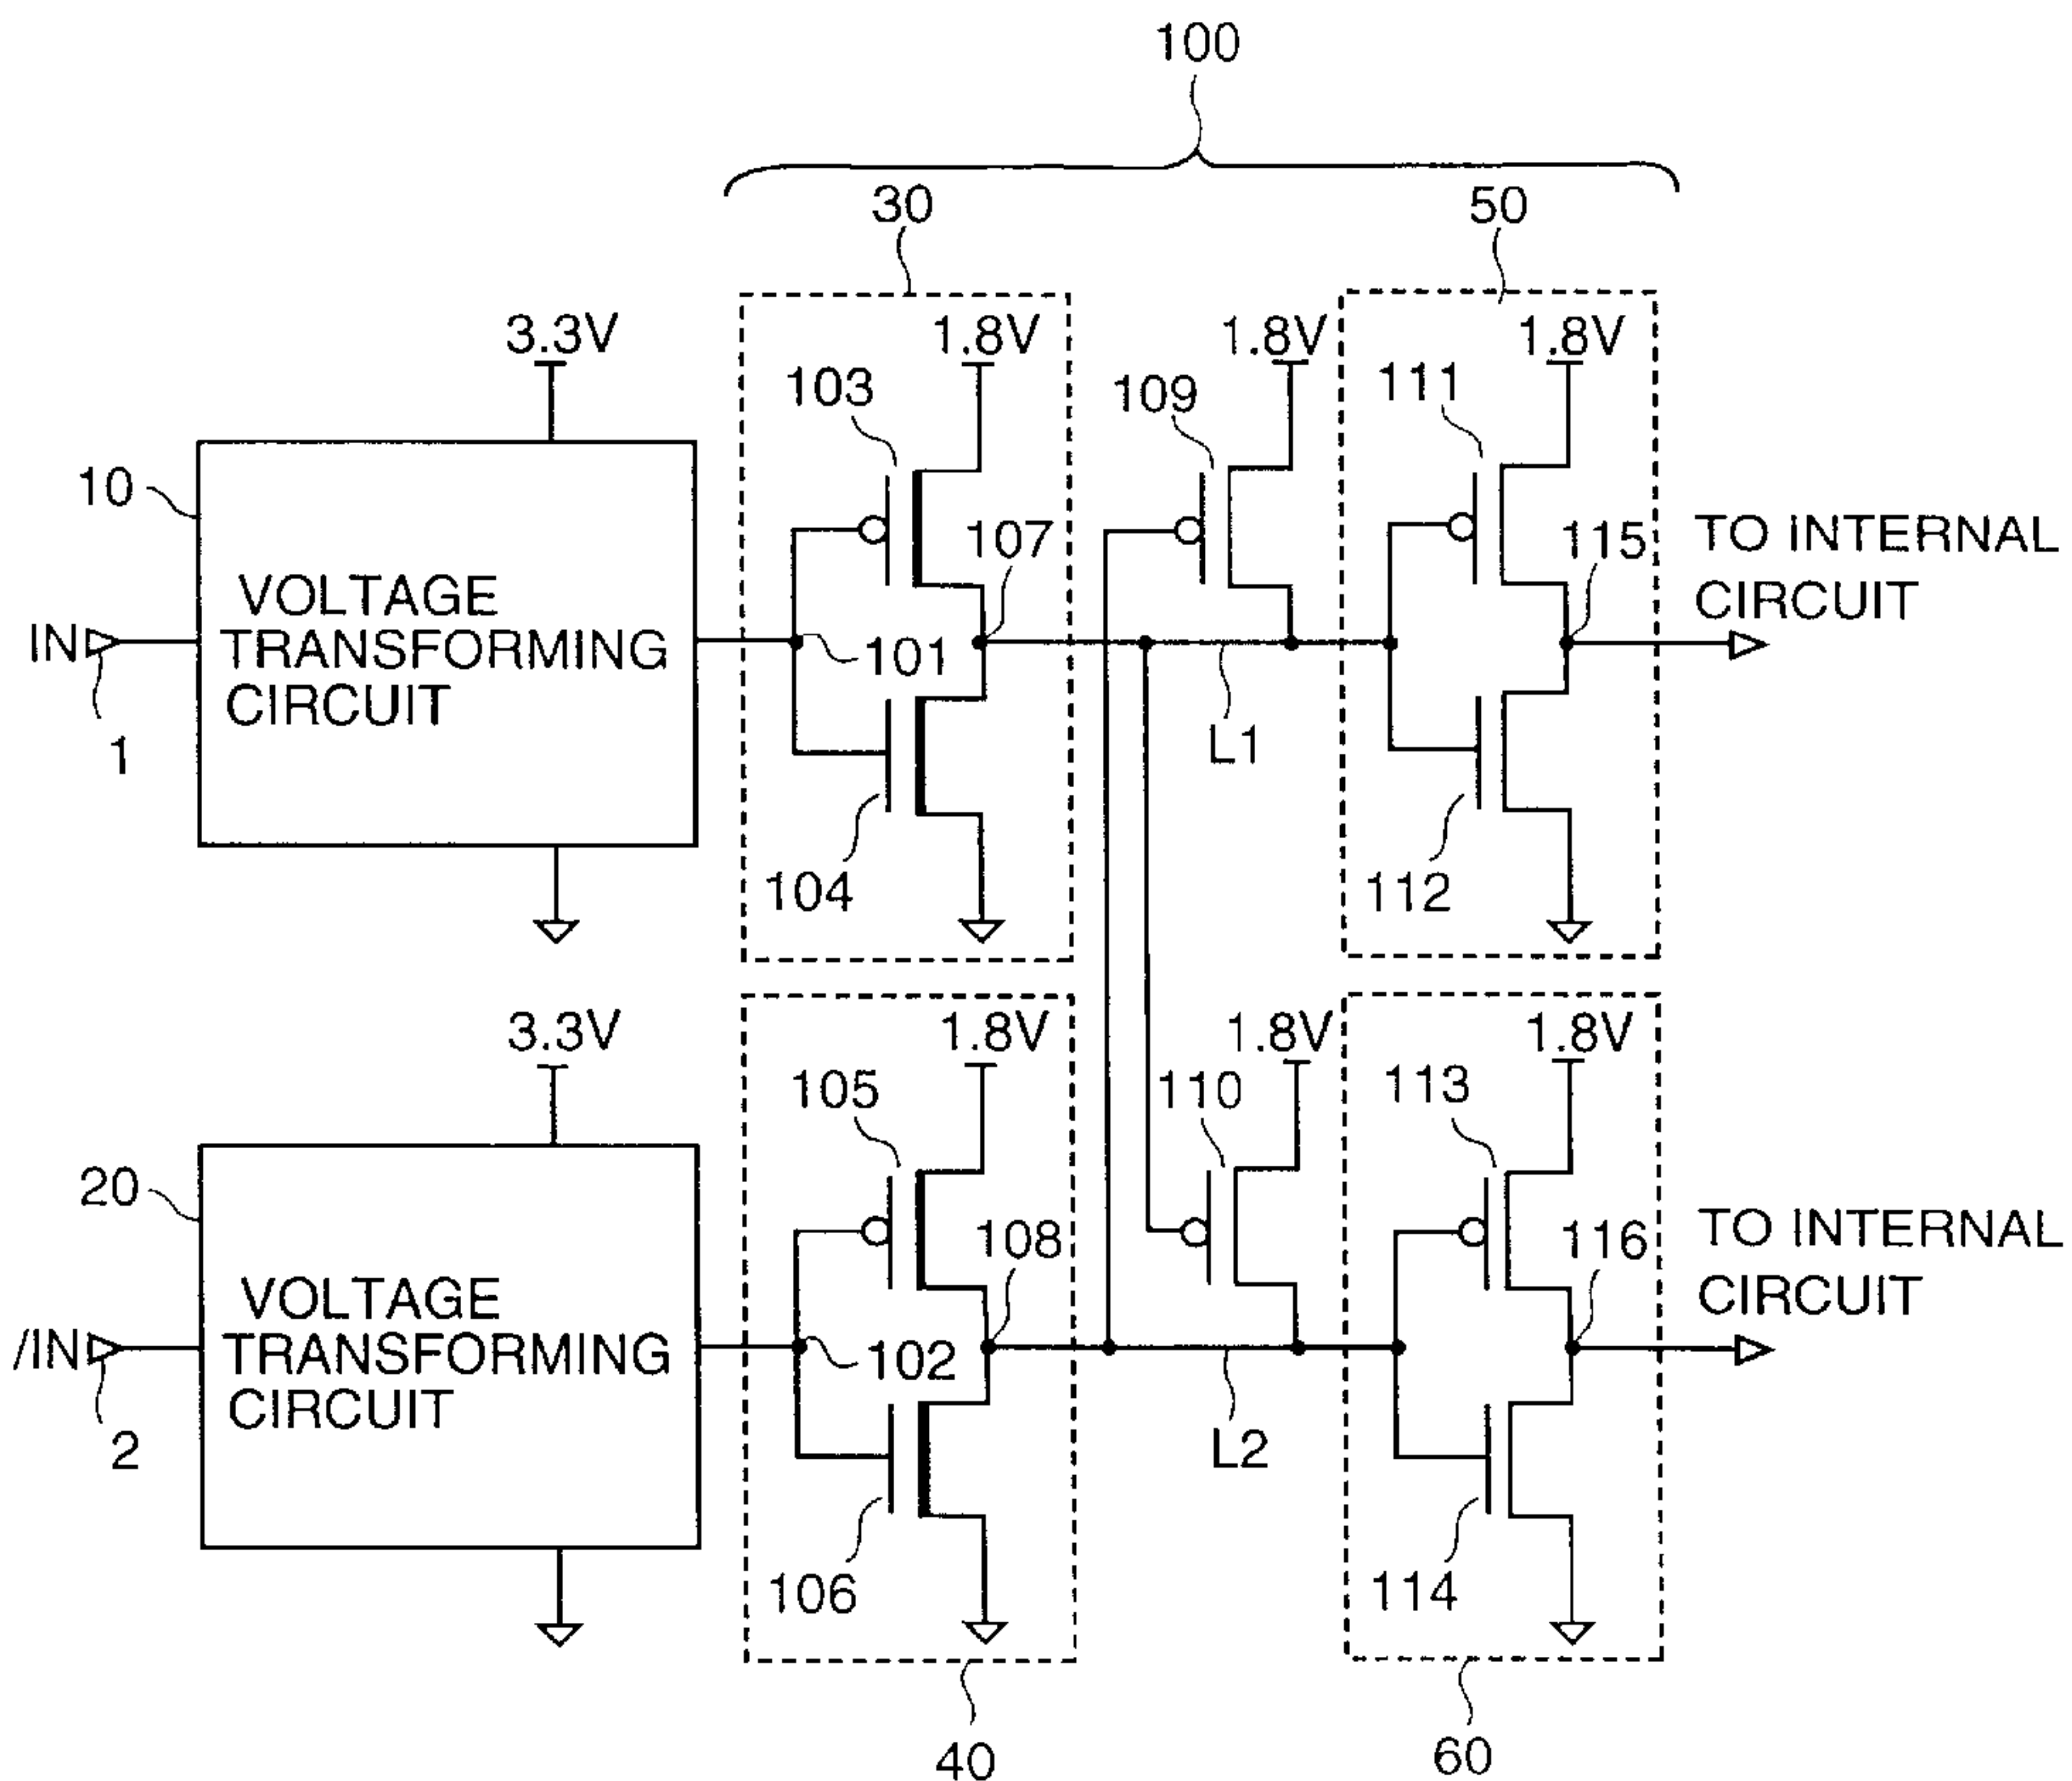 100
30
50
3.3V
1.8V
1.8V
1.8V
103
109
111
10
107
115
TO INTERNAL
CIRCUIT
VOLTAGE
TRANSFORMING
CIRCUIT
IN
101
1
L1
104
112
3.3V
1.8V
1.8V
1.8V
105
110
113
20
108
116
TO INTERNAL
CIRCUIT
VOLTAGE
TRANSFORMING
CIRCUIT
/IN
102
2
L2
106
114
40
60